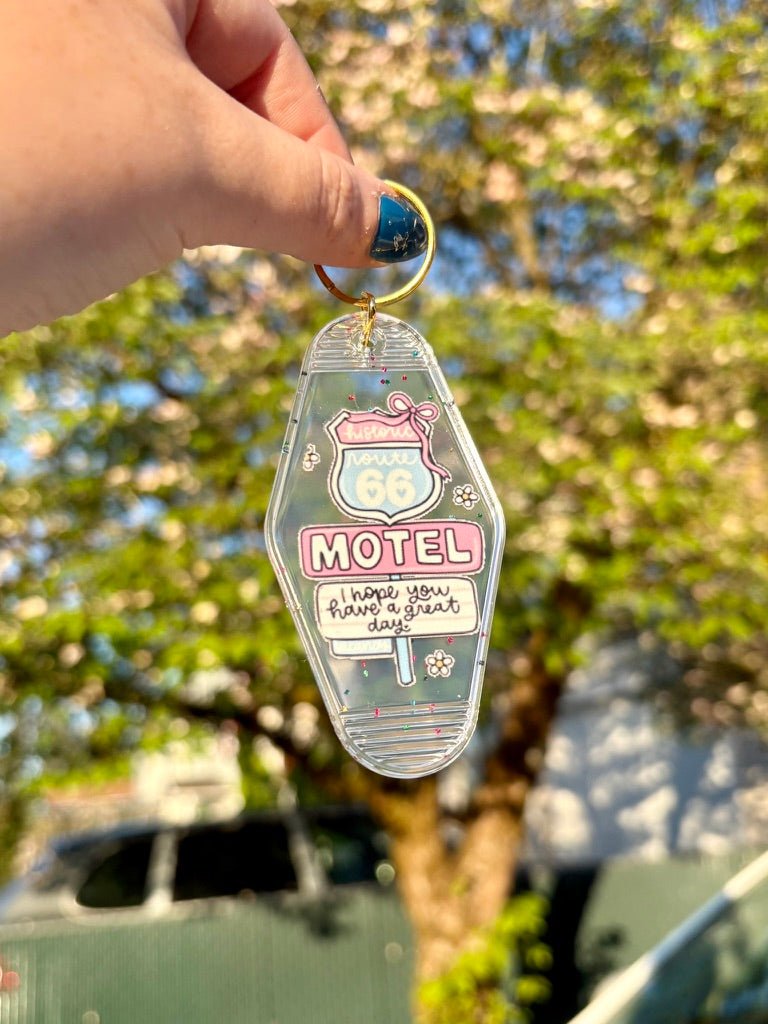 historic
route
66
MOTEL
I hope you
have a great
day